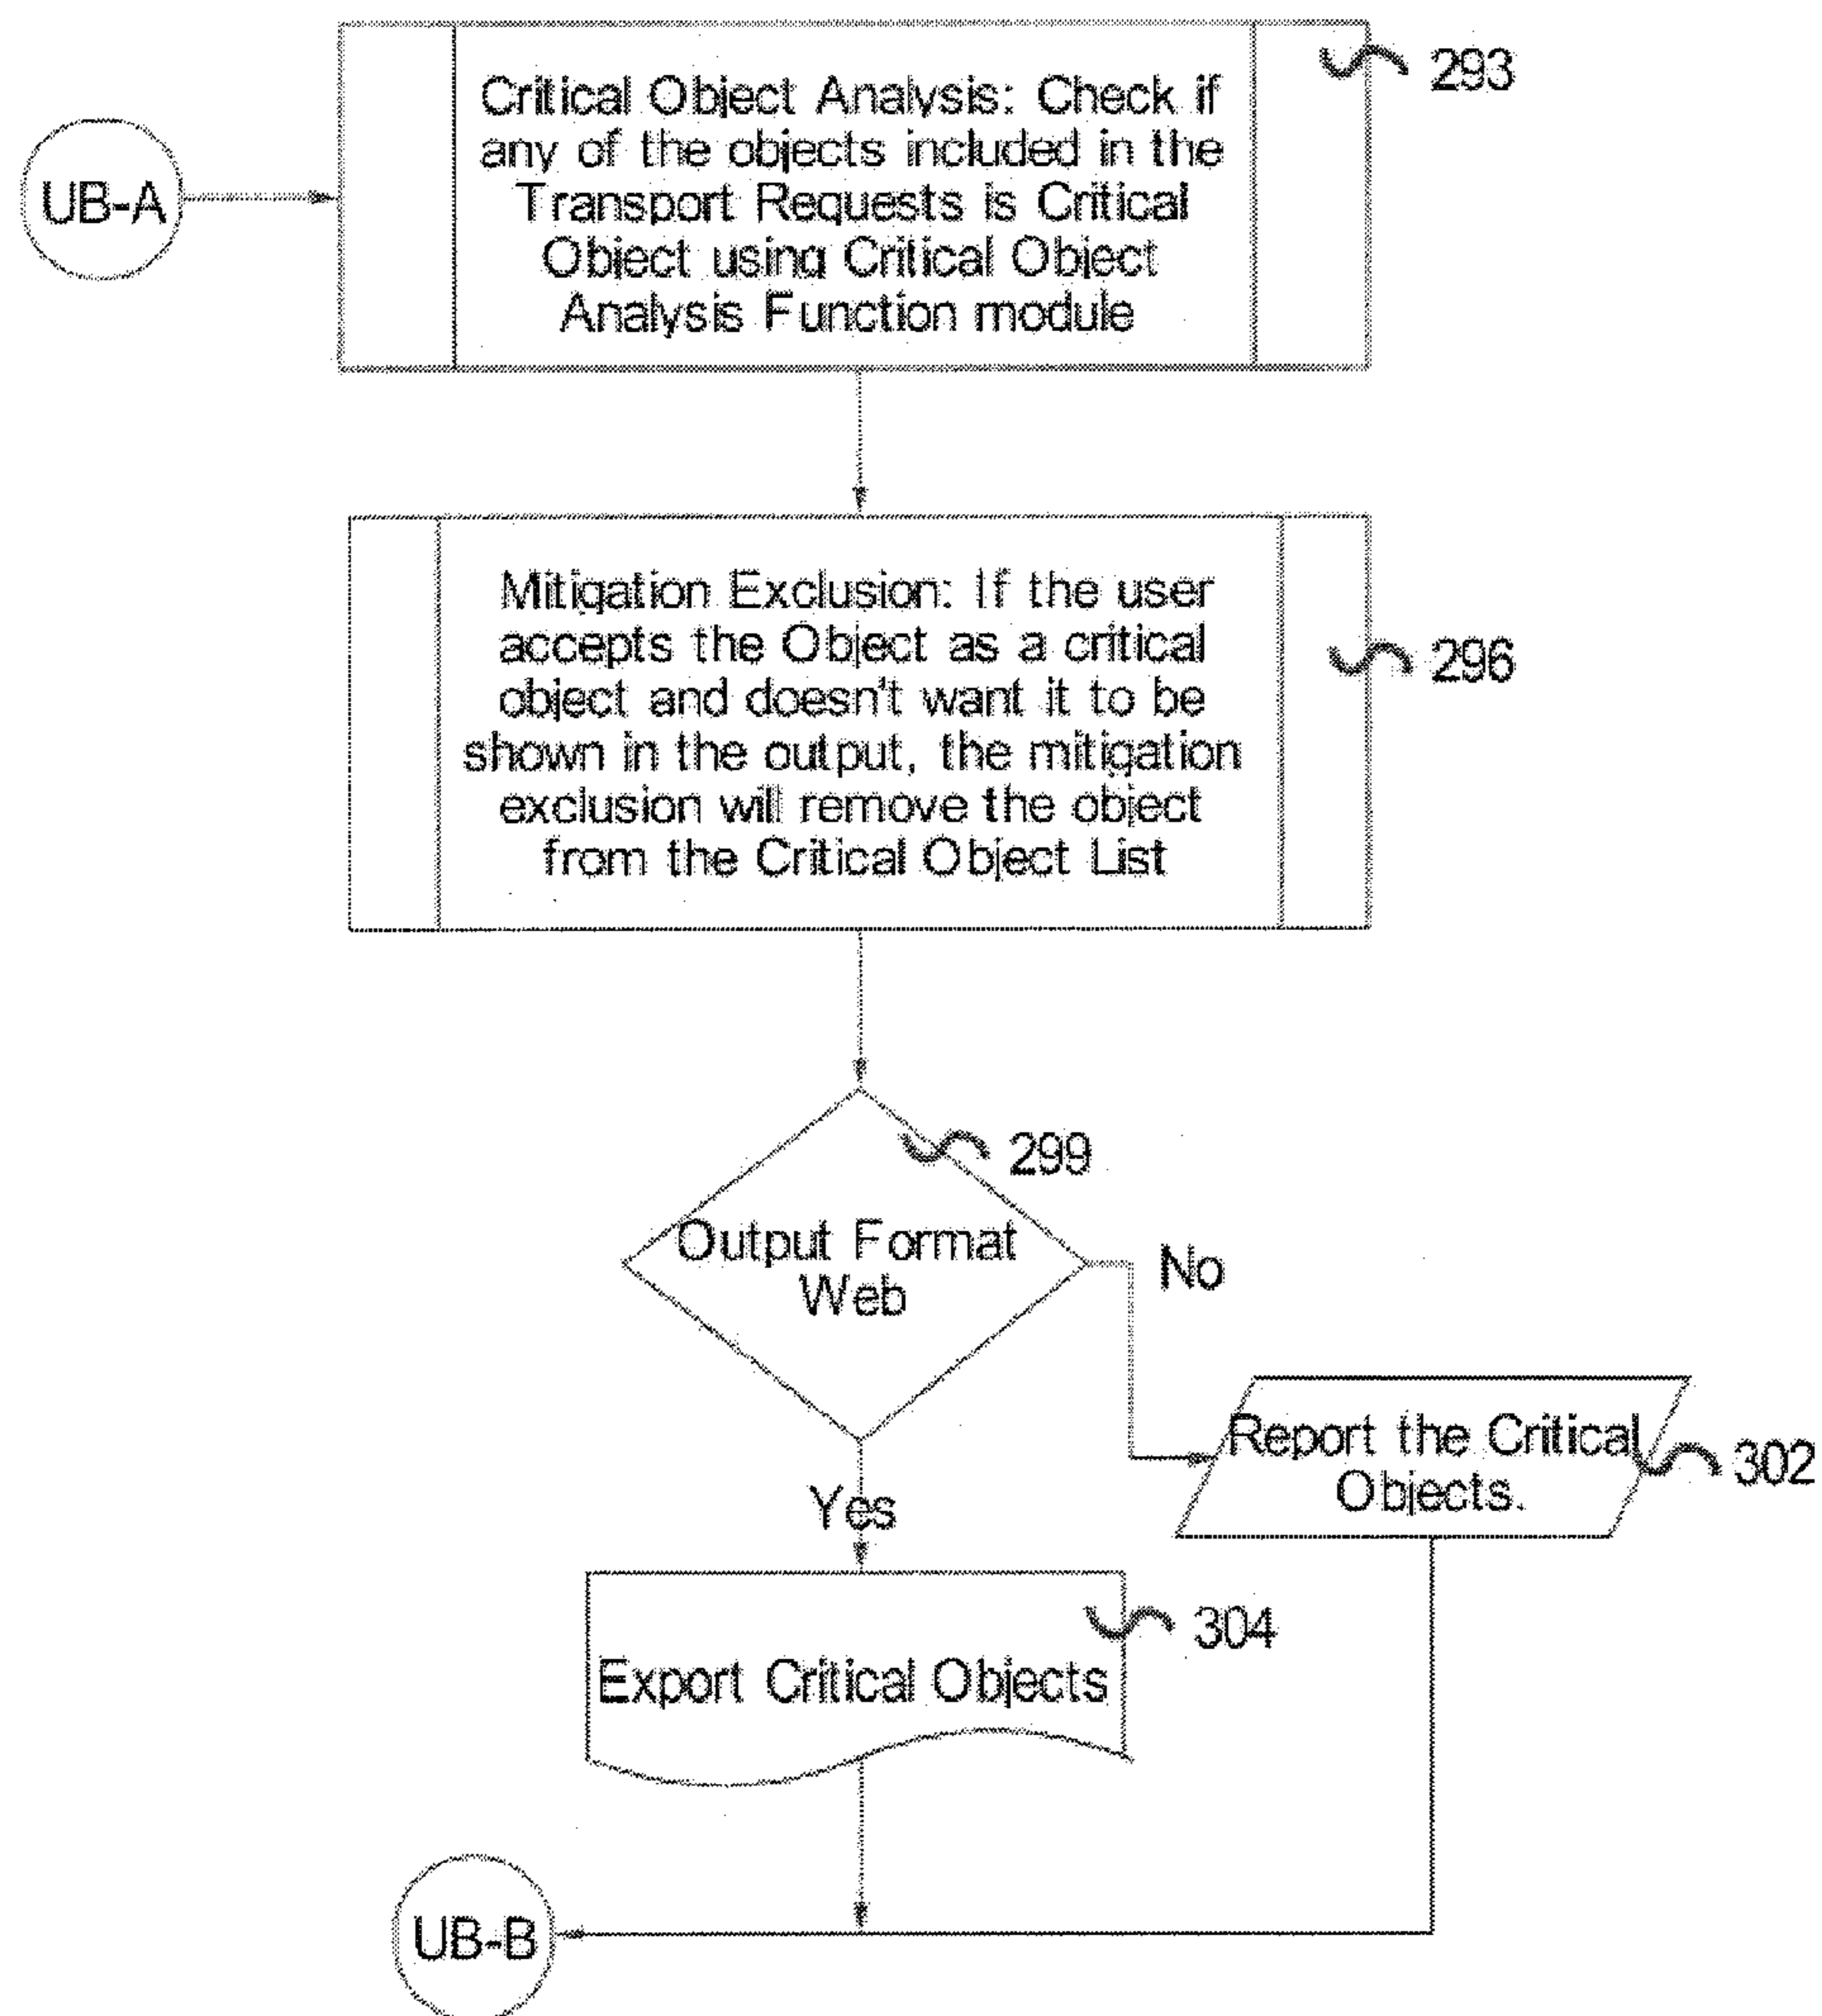 293
Critical Object Analysis: Check if
any of the objects included in the
Transport Requests is Critical
Object using Critical Object
Analysis Function module
UB-A
Mitigation Exclusion: If the user
accepts the Object as a critical
object and doesn't want it to be
shown in the output, the mitigation
exclusion will remove the object
from the Critical Object List
296
299
Output Format
Web
No
Report the Critical
Objects.
302
Yes
304
Export Critical Objects
UB-B